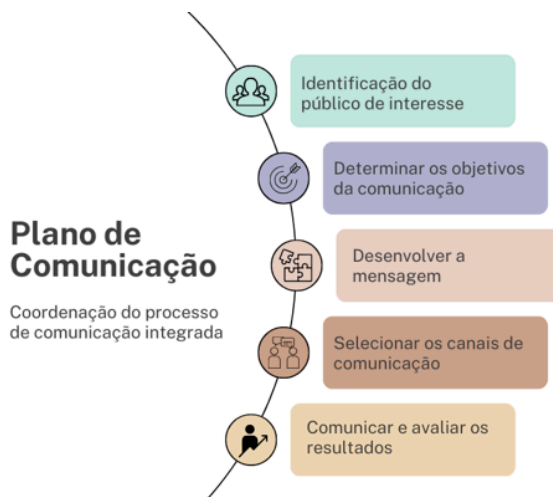 Plano de
Comunicação
Coordenação do processo
de comunicação integrada
Identificação do
público de interesse
Determinar os objetivos
da comunicação
Desenvolver a
mensagem
Selecionar os canais de
comunicação
Comunicar e avaliar os
resultados